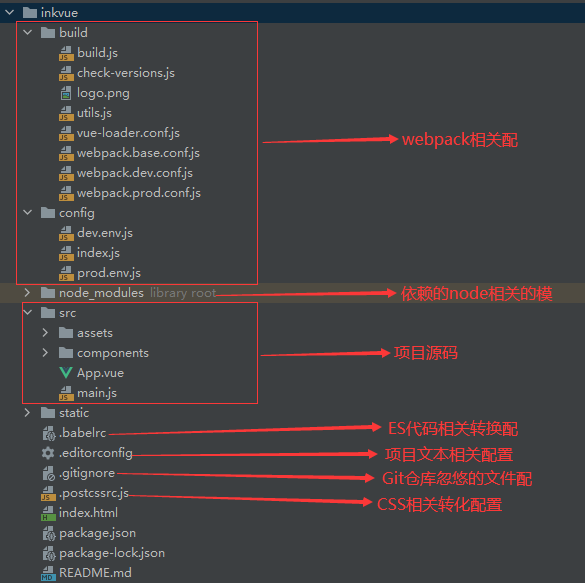 inkvue
build
build.js
check-versions.js
logo.png
utils.js
vue-loader.conf.js
webpack相关配
webpack.base.conf.js
webpack.dev.conf.js
webpack.prod.conf.js
config
dev.env.js
index.js
prod.env.js
node_modules library root
依赖的node相关的模
src
assets
components
项目源码
App.vue
main.js
static
.babelrc
ES代码相关转换配
.editorconfig
项目文本相关配置
.gitignore
Git仓库忽悠的文件配
.postcssrc.js
CSS相关转化配置
index.html
package.json
package-lock.json
README.md